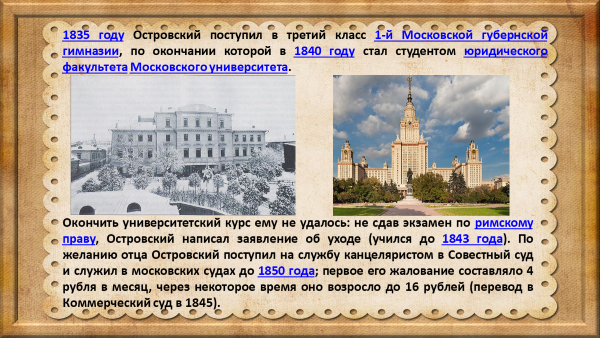 1835 году Островский поступил в третий класс 1-й Московской губернской
гимназии, по окончании которой в 1840 году стал студентом юридического
факультета Московского университета.
Окончить университетский курс ему не удалось: не сдав экзамен по римскому
праву, Островский написал заявление об уходе (учился до 1843 года). По
желанию отца Островский поступил на службу канцеляристом в Совестный суд
и служил в московских судах до 1850 года; первое его жалование составляло 4
рубля в месяц, через некоторое время оно возросло до 16 рублей (перевод в
Коммерческий суд в 1845).